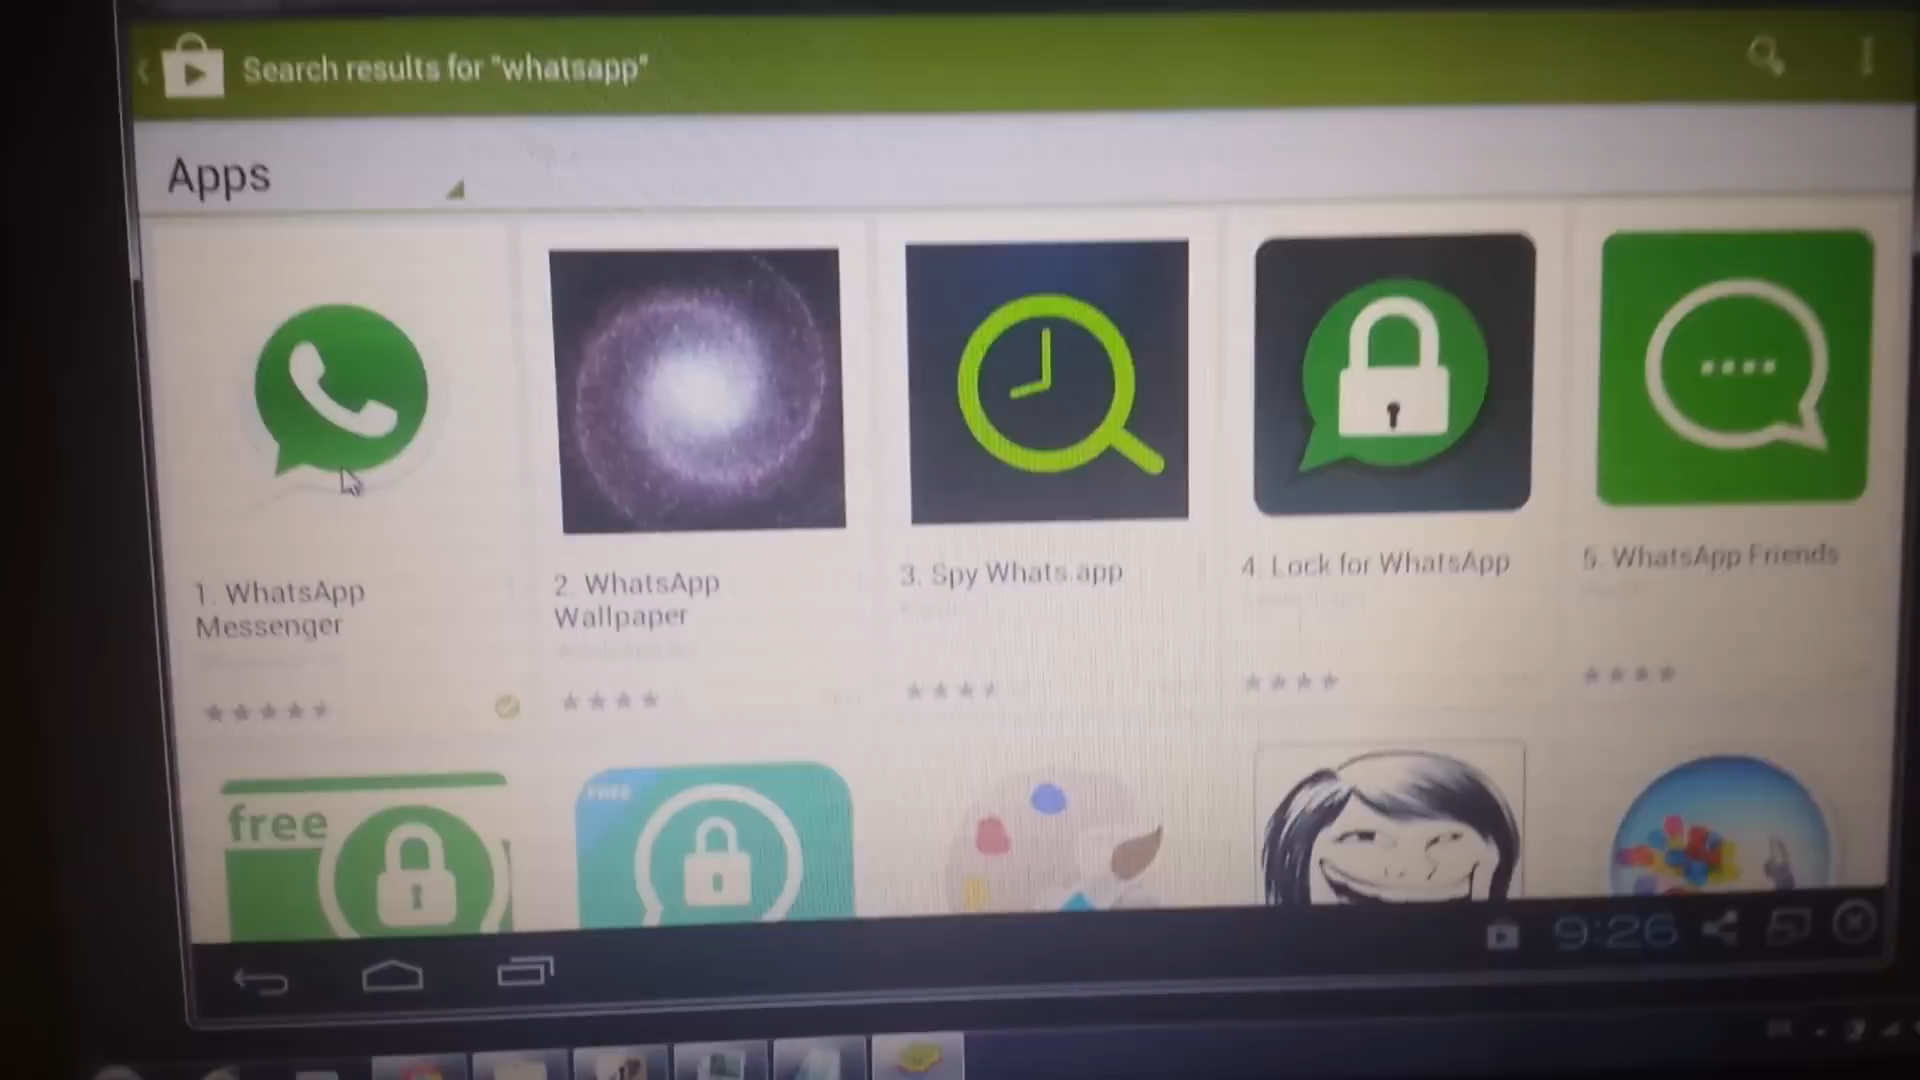 Search results for "whatsapp"
Apps
1. WhatsApp
Messenger
2. WhatsApp
Wallpaper
3. Spy Whats.app
4. Lock for WhatsApp
5. WhatsApp Friends
free
FREE
9:26